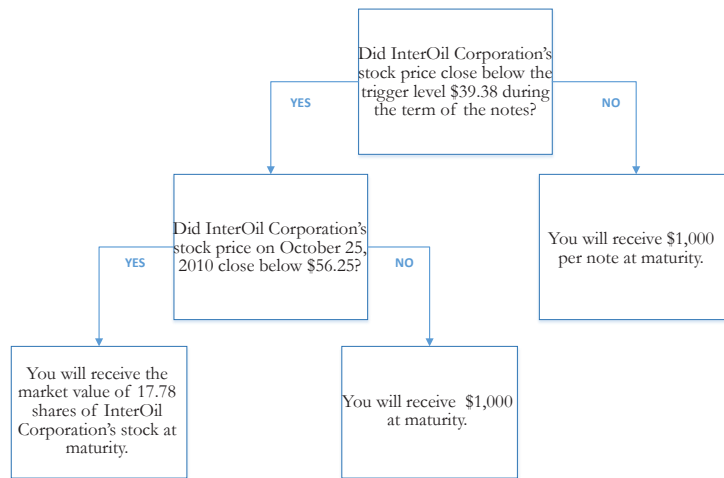 Did InterOil Corporation's
stock price close below the
trigger level $39.38 during
the term of the notes?
YES
NO
Did InterOil Corporation's
stock price on October 25,
2010 close below $56.25?
You will receive $1,000
per note at maturity.
YES
NO
You will receive the
market value of 17.78
shares of InterOil
Corporation's stock at
maturity.
You will receive $1,000
at maturity.